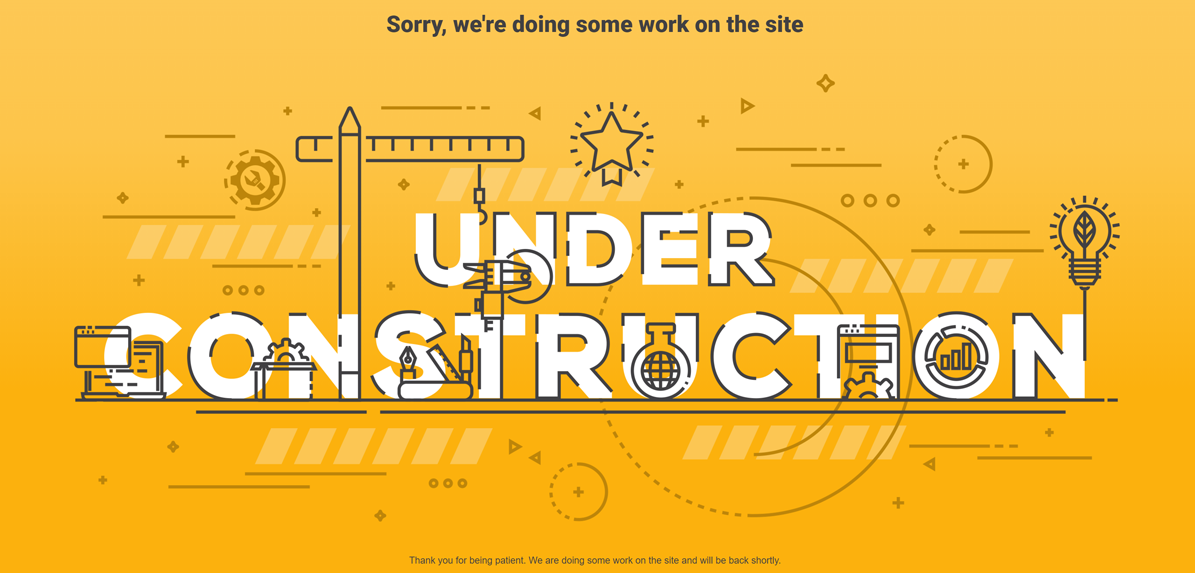 Sorry, we're doing some work on the site
UNDER
CONSTRUCTION
Thank you for being patient. We are doing some work on the site and will be back shortly.